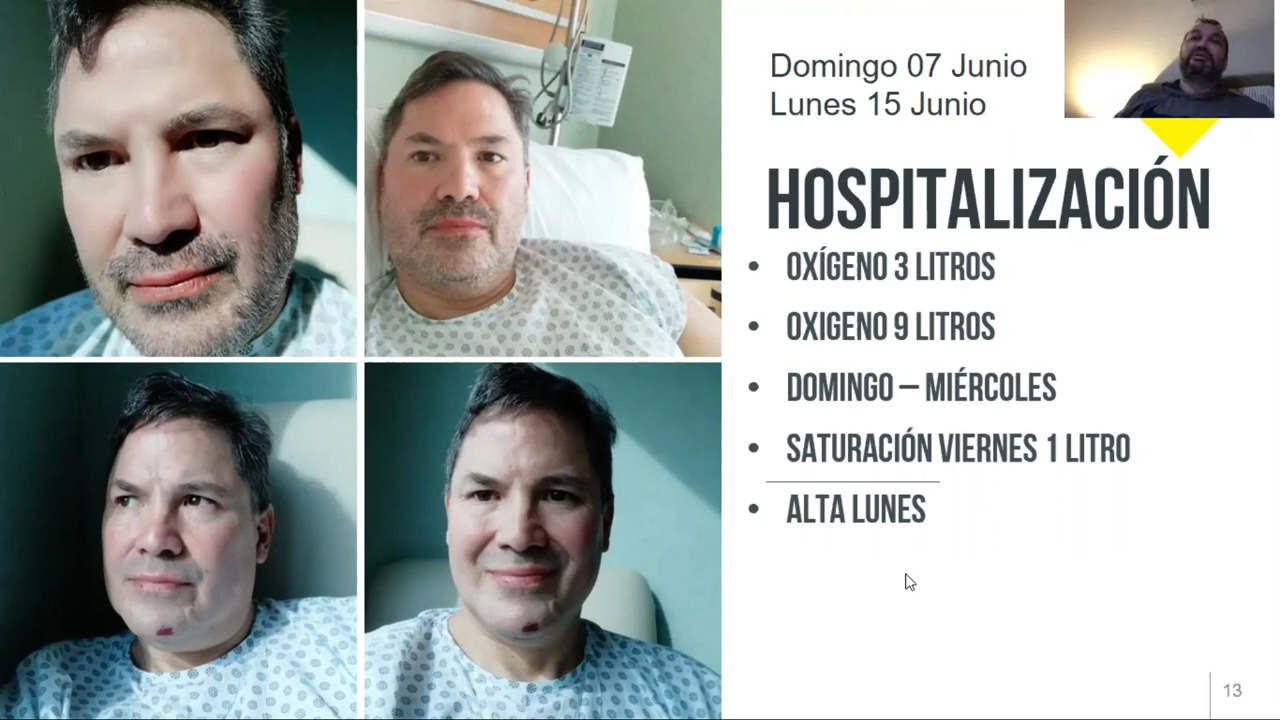 Domingo 07 Junio
Lunes 15 Junio
HOSPITALIZACIÓN
• OXÍGENO 3 LITROS
• OXIGENO 9 LITROS
• DOMINGO – MIÉRCOLES
• SATURACIÓN VIERNES 1 LITRO
• ALTA LUNES
13